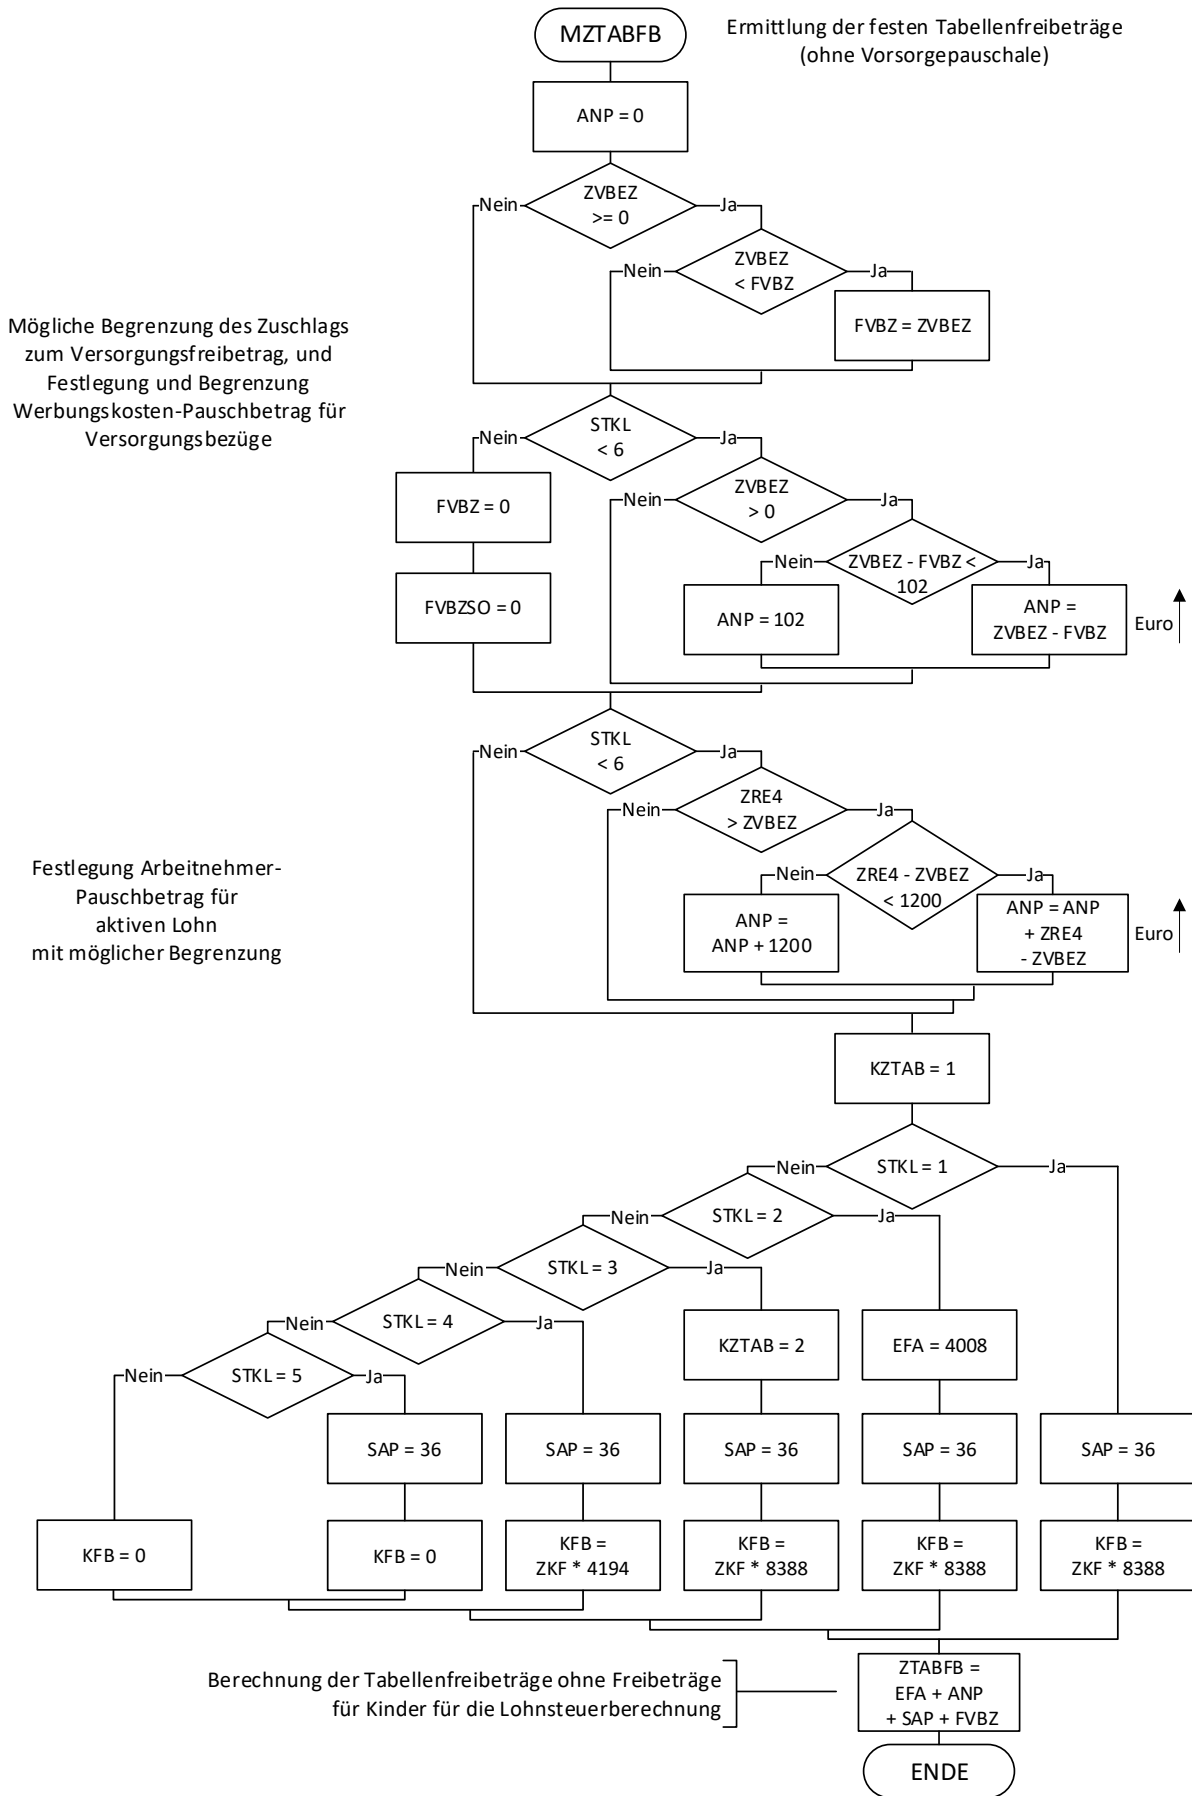 MZTABFB
Ermittlung der festen Tabellenfreibeträge
(ohne Vorsorgepauschale)
ANP = 0
ZVBEZ
>= 0
Nein
Ja
ZVBEZ
< FVBZ
Nein
Ja
FVBZ = ZVBEZ
Mögliche Begrenzung des Zuschlags
zum Versorgungsfreibetrag, und
Festlegung und Begrenzung
Werbungskosten-Pauschbetrag für
Versorgungsbezüge
STKL
< 6
Nein
Ja
FVBZ = 0
FVBZSO = 0
ZVBEZ
> 0
Nein
Ja
ZVBEZ - FVBZ <
102
Nein
Ja
ANP = 102
ANP =
ZVBEZ - FVBZ
Euro
STKL
< 6
Nein
Ja
ZRE4
> ZVBEZ
Nein
Ja
ZRE4 - ZVBEZ
< 1200
Nein
Ja
ANP =
ANP + 1200
ANP = ANP
+ ZRE4
- ZVBEZ
Euro
Festlegung Arbeitnehmer-
Pauschbetrag für
aktiven Lohn
mit möglicher Begrenzung
KZTAB = 1
STKL = 1
Nein
Ja
STKL = 2
Nein
Ja
STKL = 3
Nein
Ja
STKL = 4
Nein
Ja
STKL = 5
Nein
Ja
KZTAB = 2
EFA = 4008
SAP = 36
SAP = 36
SAP = 36
SAP = 36
SAP = 36
KFB = 0
KFB = 0
KFB =
ZKF * 4194
KFB =
ZKF * 8388
KFB =
ZKF * 8388
KFB =
ZKF * 8388
Berechnung der Tabellenfreibeträge ohne Freibeträge
für Kinder für die Lohnsteuerberechnung
ZTABFB =
EFA + ANP
+ SAP + FVBZ
ENDE